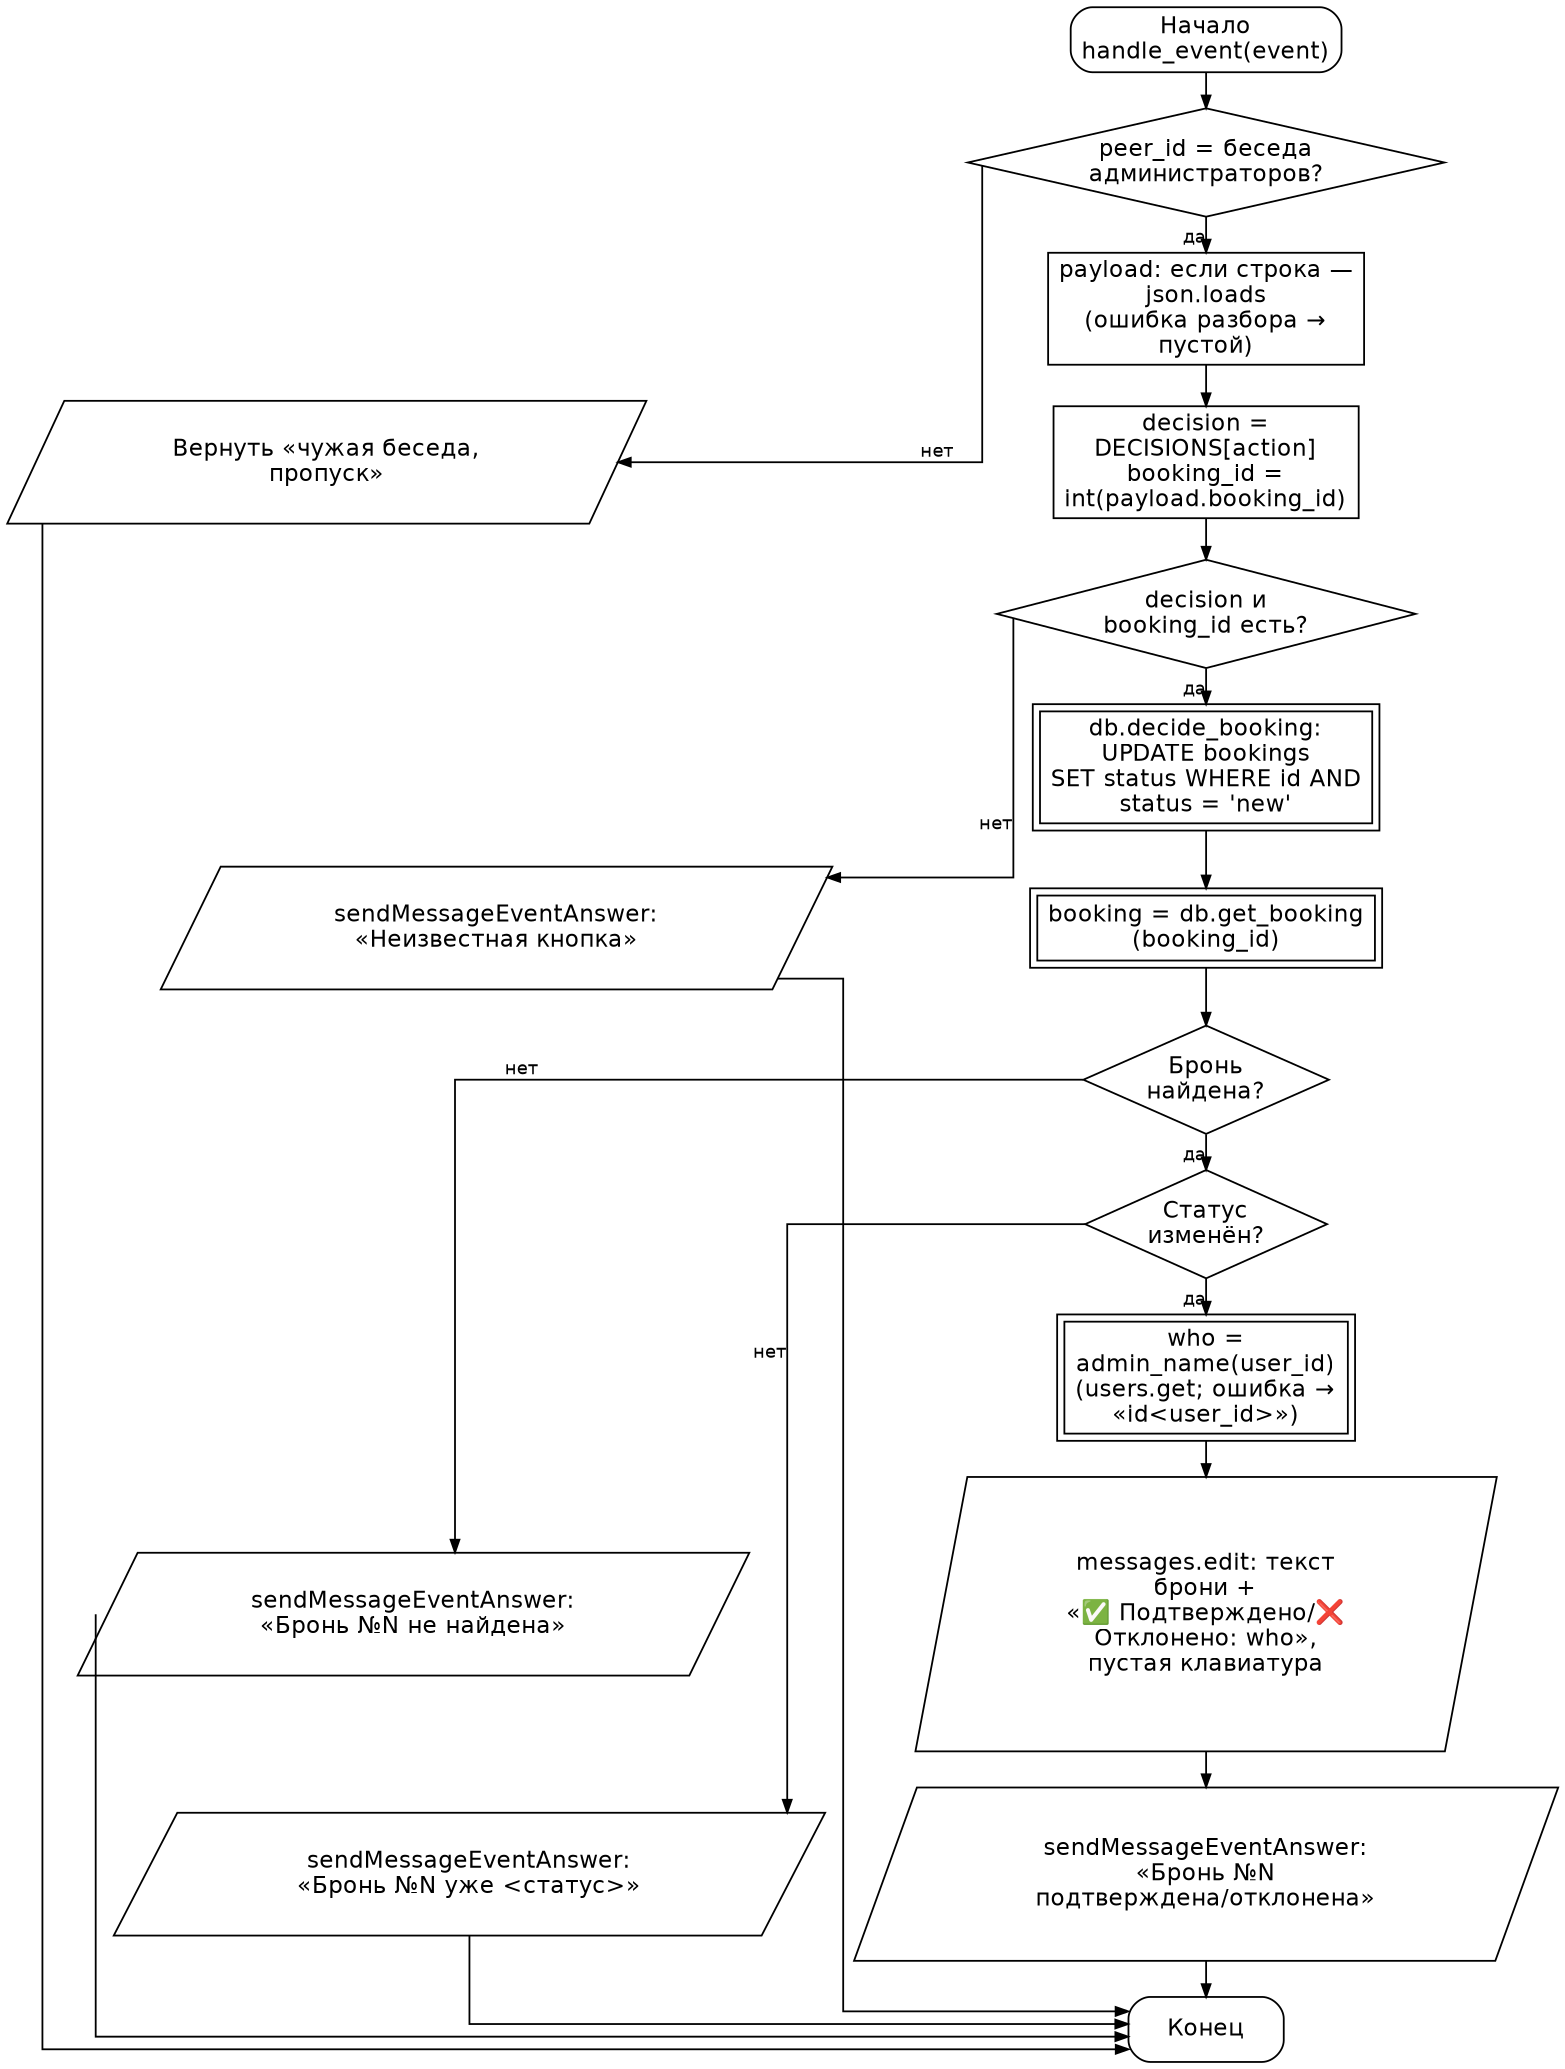 Начало
handle_event(event)
peer_id = беседа
администраторов?
да
payload: если строка —
json.loads
(ошибка разбора →
пустой)
нет
Вернуть «чужая беседа,
пропуск»
decision =
DECISIONS[action]
booking_id =
int(payload.booking_id)
decision и
booking_id есть?
да
db.decide_booking:
UPDATE bookings
SET status WHERE id AND
status = 'new'
нет
sendMessageEventAnswer:
«Неизвестная кнопка»
booking = db.get_booking
(booking_id)
Бронь
найдена?
нет
да
Статус
изменён?
да
нет
who =
admin_name(user_id)
(users.get; ошибка →
«id<user_id>»)
sendMessageEventAnswer:
«Бронь №N не найдена»
messages.edit: текст
брони +
«✅ Подтверждено/❌
Отклонено: who»,
пустая клавиатура
sendMessageEventAnswer:
«Бронь №N уже <статус>»
sendMessageEventAnswer:
«Бронь №N
подтверждена/отклонена»
Конец